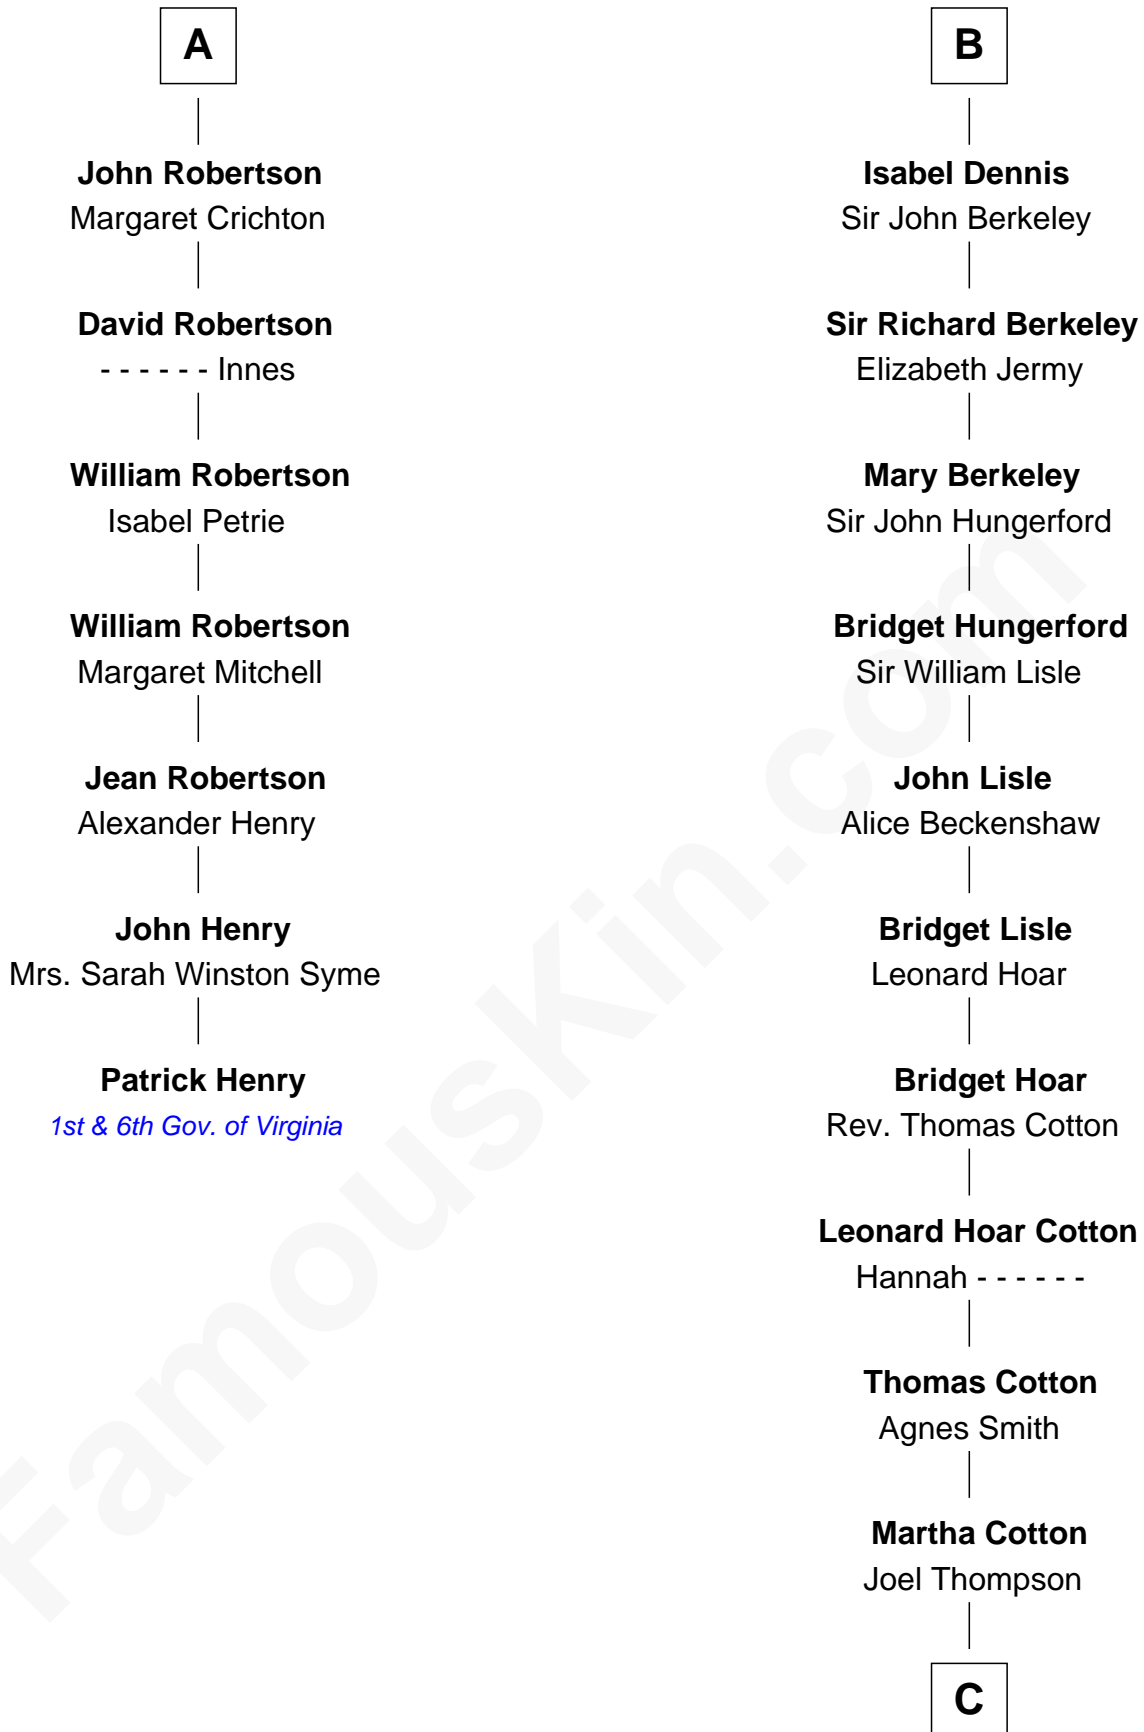 A
John Robertson
Margaret Crichton
David Robertson
- - - - - - Innes
William Robertson
Isabel Petrie
William Robertson
Margaret Mitchell
Jean Robertson
Alexander Henry
John Henry
Mrs. Sarah Winston Syme
Patrick Henry
1st & 6th Gov. of Virginia
B
Isabel Dennis
Sir John Berkeley
Sir Richard Berkeley
Elizabeth Jermy
Mary Berkeley
Sir John Hungerford
Bridget Hungerford
Sir William Lisle
John Lisle
Alice Beckenshaw
Bridget Lisle
Leonard Hoar
Bridget Hoar
Rev. Thomas Cotton
Leonard Hoar Cotton
Hannah - - - - - -
Thomas Cotton
Agnes Smith
Martha Cotton
Joel Thompson
C
FamousKin.com